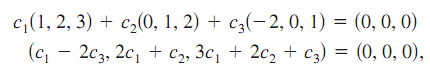 c₁(1, 2, 3) + c₂(0, 1, 2) + c₃(−2, 0, 1) = (0, 0, 0)
(c₁ − 2c₃, 2c₁ + c₂, 3c₁ + 2c₂ + c₃) = (0, 0, 0),